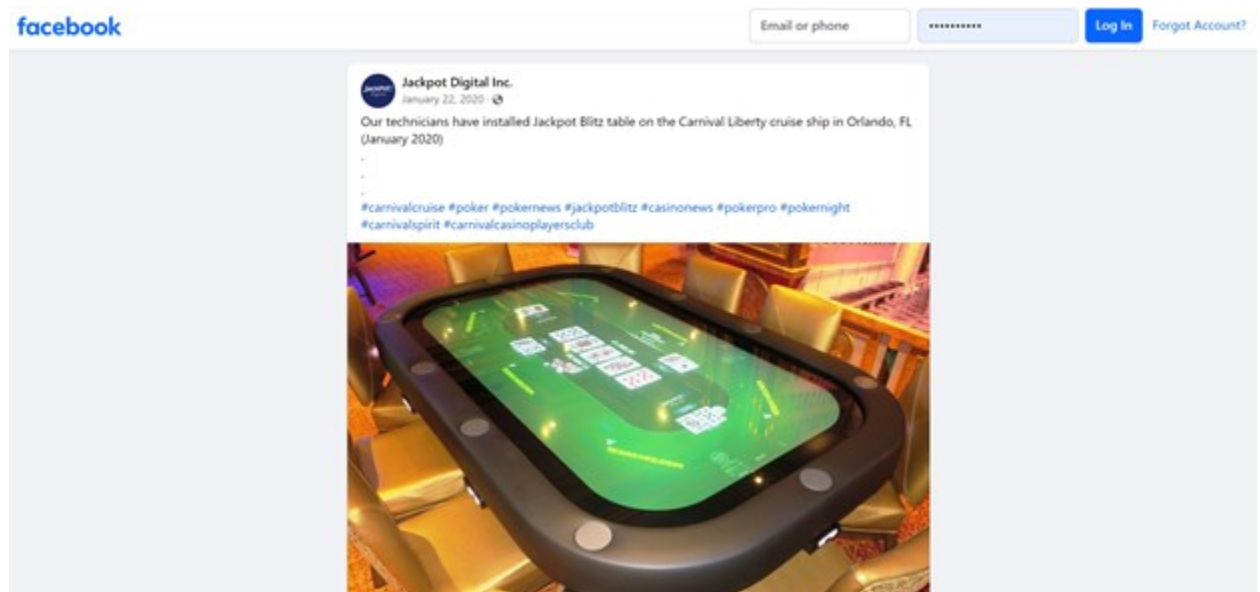 facebook
Email or phone
••••••••••
Log In
Forgot Account?
Jackpot Digital Inc.
January 22, 2020 ·
Our technicians have installed Jackpot Blitz table on the Carnival Liberty cruise ship in Orlando, FL
(January 2020)
.
.
.
#carnivalcruise #poker #pokernews #jackpotblitz #casinonews #pokerpro #pokernight
#carnivalspirit #carnivalcasinoplayersclub